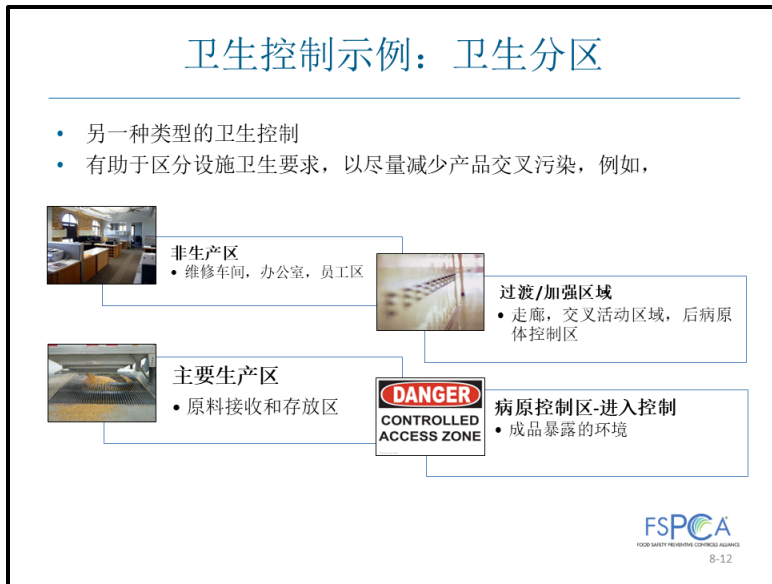 卫生控制示例：卫生分区
• 另一种类型的卫生控制
• 有助于区分设施卫生要求，以尽量减少产品交叉污染，例如，
非生产区
• 维修车间，办公室，员工区
过渡/加强区域
• 走廊，交叉活动区域，后病原
体控制区
主要生产区
• 原料接收和存放区
DANGER
CONTROLLED
ACCESS ZONE
病原控制区-进入控制
• 成品暴露的环境
FSPCA
FOOD SAFETY PREVENTIVE CONTROLS ALLIANCE
8-12